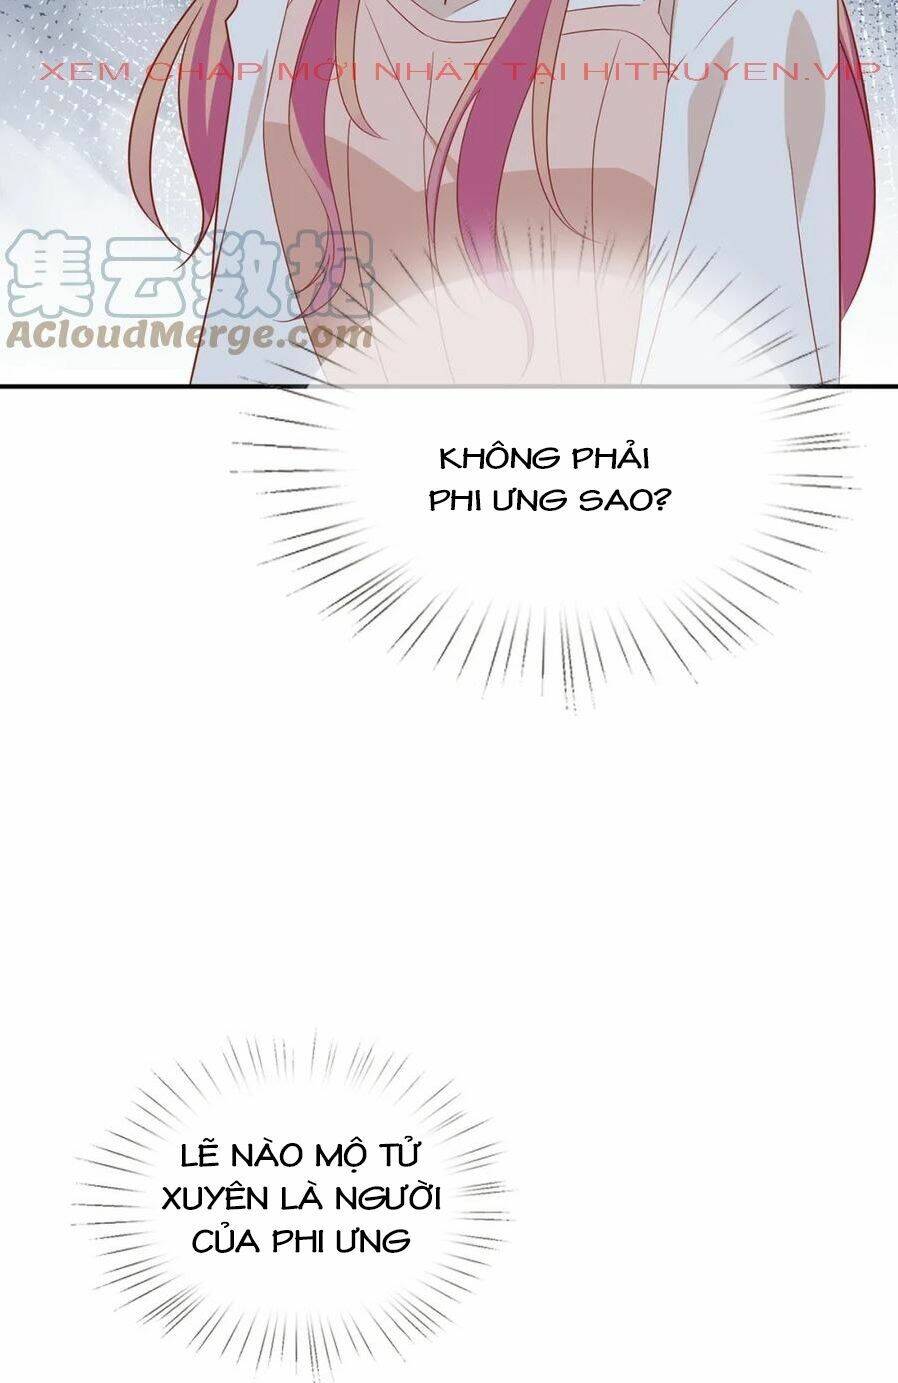 XEM CHAP MỚI NHẤT TẠI HITRUYEN.VIP
集云数据
ACloudMerge.com
KHÔNG PHẢI
PHI ƯNG SAO?
LẼ NÀO MỘ TỬ
XUYÊN LÀ NGƯỜI
CỦA PHI ƯNG